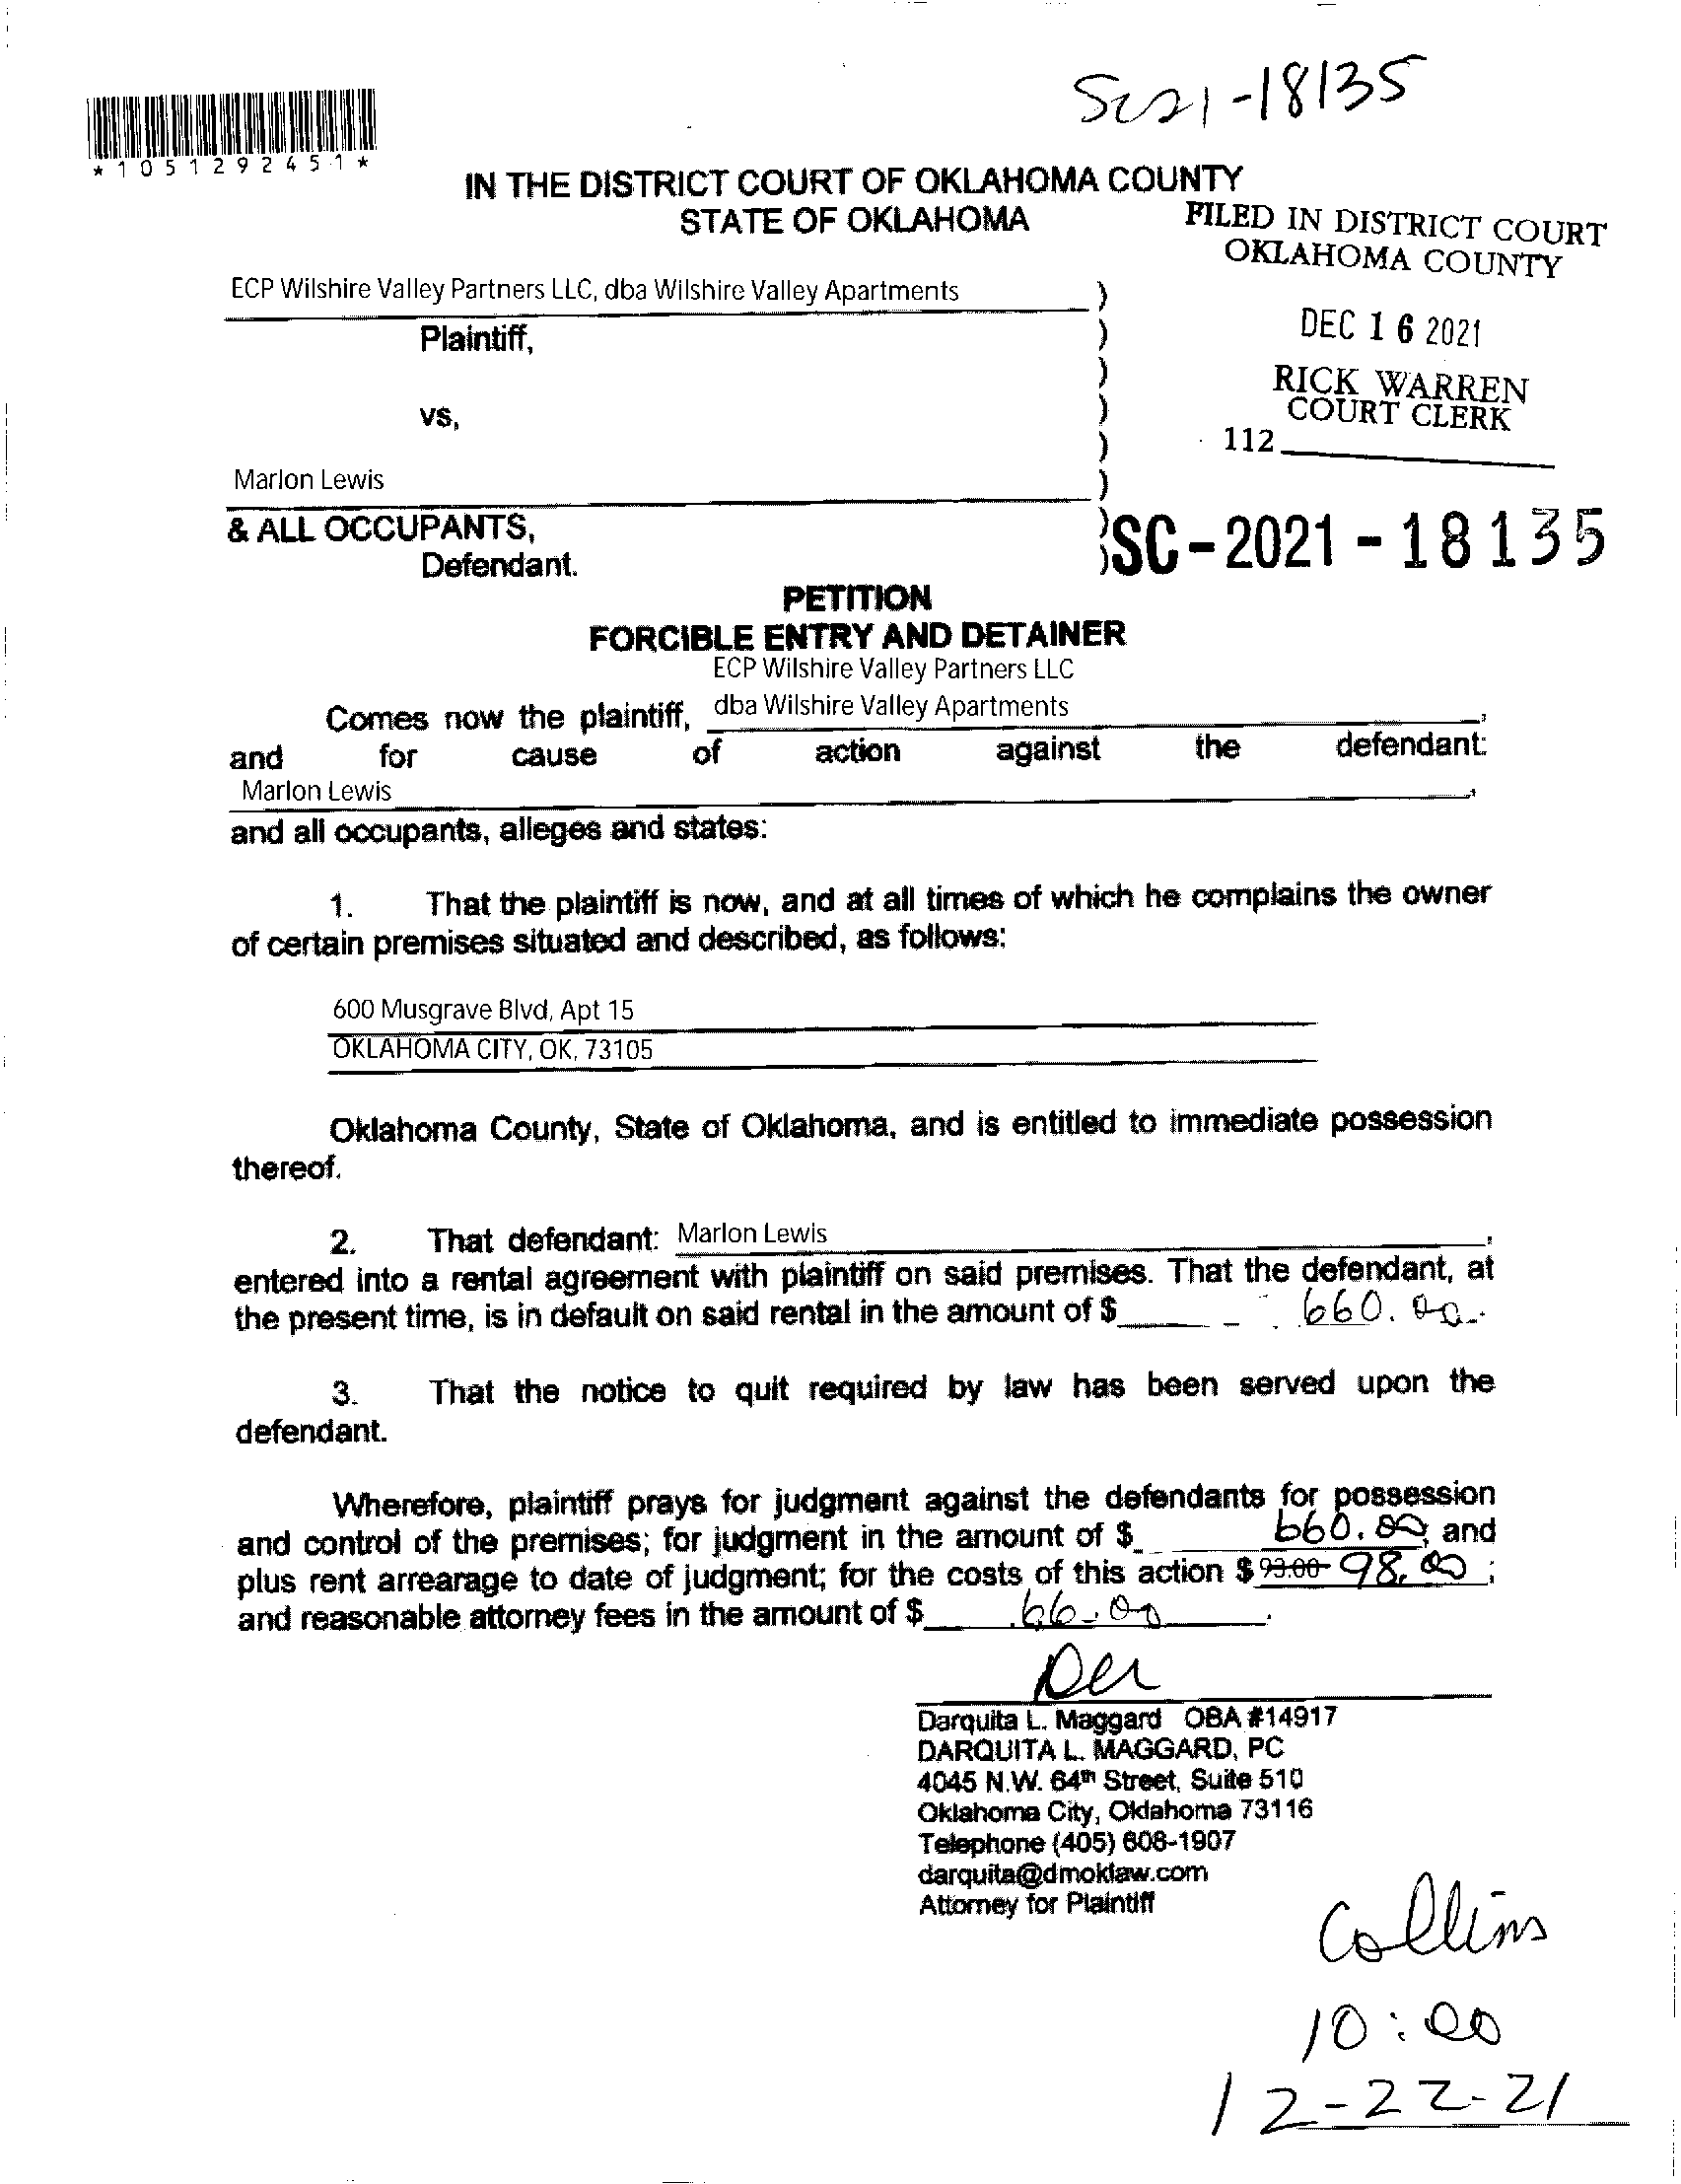 SC21-18135
*1051292451*
IN THE DISTRICT COURT OF OKLAHOMA COUNTY
STATE OF OKLAHOMA
FILED IN DISTRICT COURT
OKLAHOMA COUNTY
ECP Wilshire Valley Partners LLC, dba Wilshire Valley Apartments )
Plaintiff, )
DEC 16 2021
)
RICK WARREN
COURT CLERK
vs, )
) 112
Marlon Lewis )
& ALL OCCUPANTS, )
Defendant. )
SC-2021-18135
PETITION
FORCIBLE ENTRY AND DETAINER
ECP Wilshire Valley Partners LLC
Comes now the plaintiff, dba Wilshire Valley Apartments,
and for cause of action against the defendant:
Marlon Lewis,
and all occupants, alleges and states:
1. That the plaintiff is now, and at all times of which he complains the owner
of certain premises situated and described, as follows:
600 Musgrave Blvd, Apt 15
OKLAHOMA CITY, OK, 73105
Oklahoma County, State of Oklahoma, and is entitled to immediate possession
thereof.
2. That defendant: Marlon Lewis,
entered into a rental agreement with plaintiff on said premises. That the defendant, at
the present time, is in default on said rental in the amount of $ 660.00.
3. That the notice to quit required by law has been served upon the
defendant.
Wherefore, plaintiff prays for judgment against the defendants for possession
and control of the premises; for judgment in the amount of $ 660.00; and
plus rent arrearage to date of judgment; for the costs of this action $ 93.00 98.00;
and reasonable attorney fees in the amount of $ 66.00.
Darquita L. Maggard OBA #14917
DARQUITA L. MAGGARD, PC
4045 N.W. 64th Street, Suite 510
Oklahoma City, Oklahoma 73116
Telephone (405) 608-1907
darquita@dmoklaw.com
Attorney for Plaintiff
Collins
10:00
12-22-21